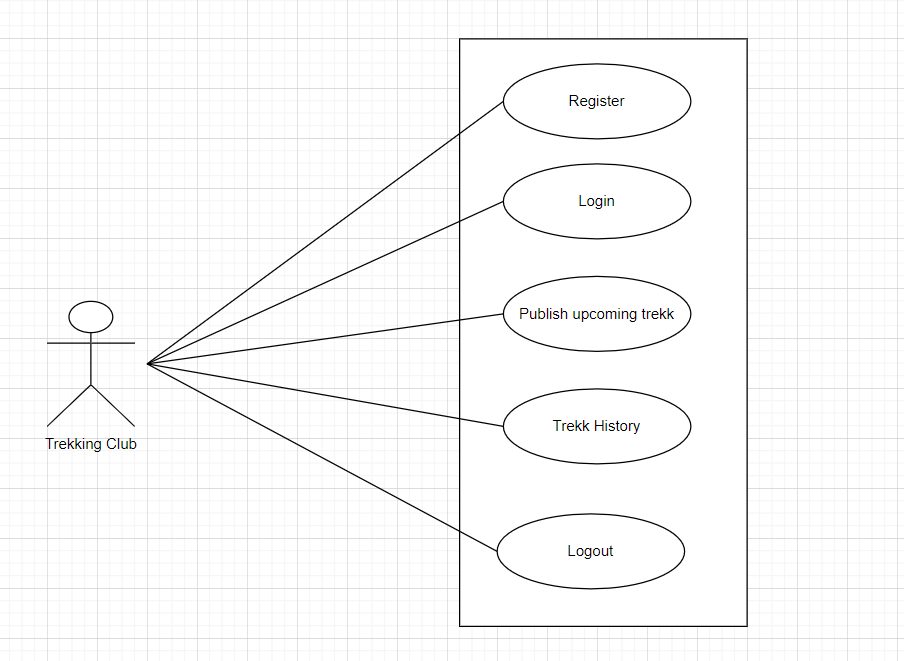 Register
Login
Publish upcoming trekk
Trekk History
Logout
Trekking Club